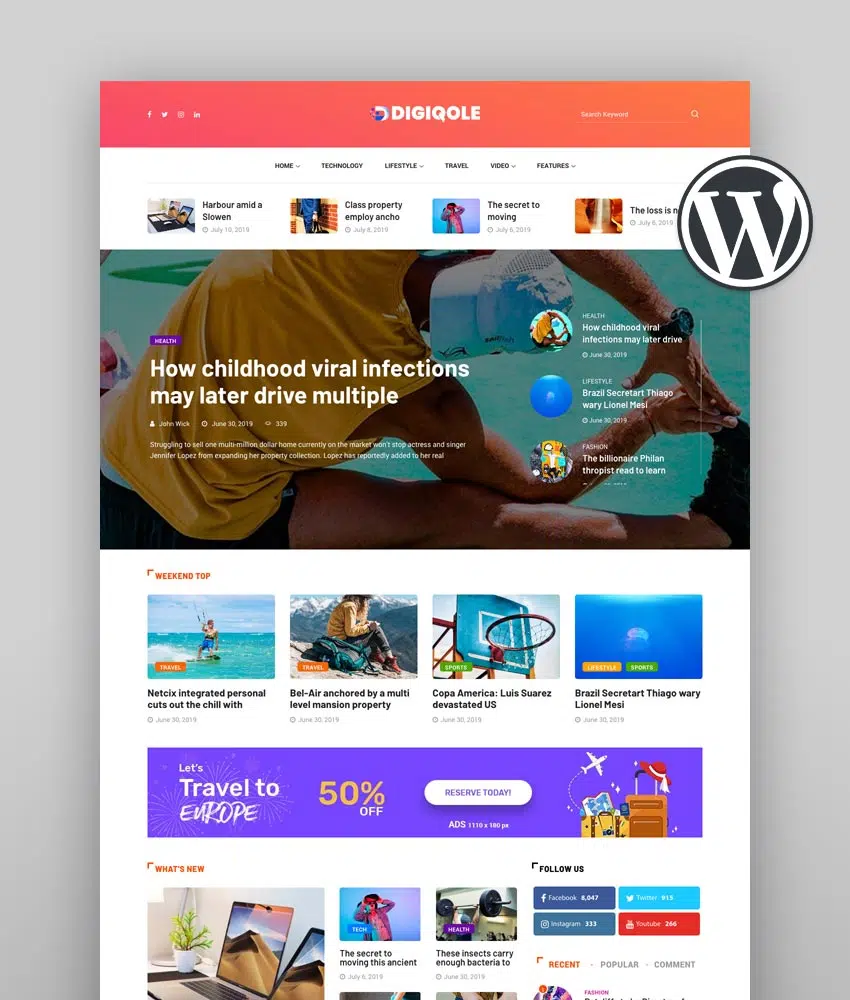 DIGIQOLE
Search Keyword
HOME
TECHNOLOGY
LIFESTYLE
TRAVEL
VIDEO
FEATURES
Harbour amid a
Slowen
July 10, 2019
Class property
employ ancho
July 8, 2019
The secret to
moving
July 6, 2019
The loss is n
July 6, 2019
W
HEALTH
How childhood viral infections
may later drive multiple
John Wick
June 30, 2019
339
Struggling to sell one multi-million dollar home currently on the market won't stop actress and singer
Jennifer Lopez from expanding her property collection. Lopez has reportedly added to her real
HEALTH
How childhood viral
infections may later drive
June 30, 2019
LIFESTYLE
Brazil Secretart Thiago
wary Lionel Mesi
June 30, 2019
FASHION
The billionaire Philan
thropist read to learn
WEEKEND TOP
TRAVEL
Netcix integrated personal
cuts out the chill with
June 30, 2019
TRAVEL
Bel-Air anchored by a multi
level mansion property
June 30, 2019
SPORTS
Copa America: Luis Suarez
devastated US
June 30, 2019
LIFESTYLE
SPORTS
Brazil Secretart Thiago wary
Lionel Mesi
June 30, 2019
Let's
Travel to
EUROPE
50%
OFF
RESERVE TODAY!
ADS 1110 x 180 px
WHAT'S NEW
TECH
The secret to
moving this ancient
July 6, 2019
HEALTH
These insects carry
enough bacteria to
June 30, 2019
FOLLOW US
Facebook 8,047
Twitter 915
Instagram 333
Youtube 266
RECENT
POPULAR
COMMENT
FASHION